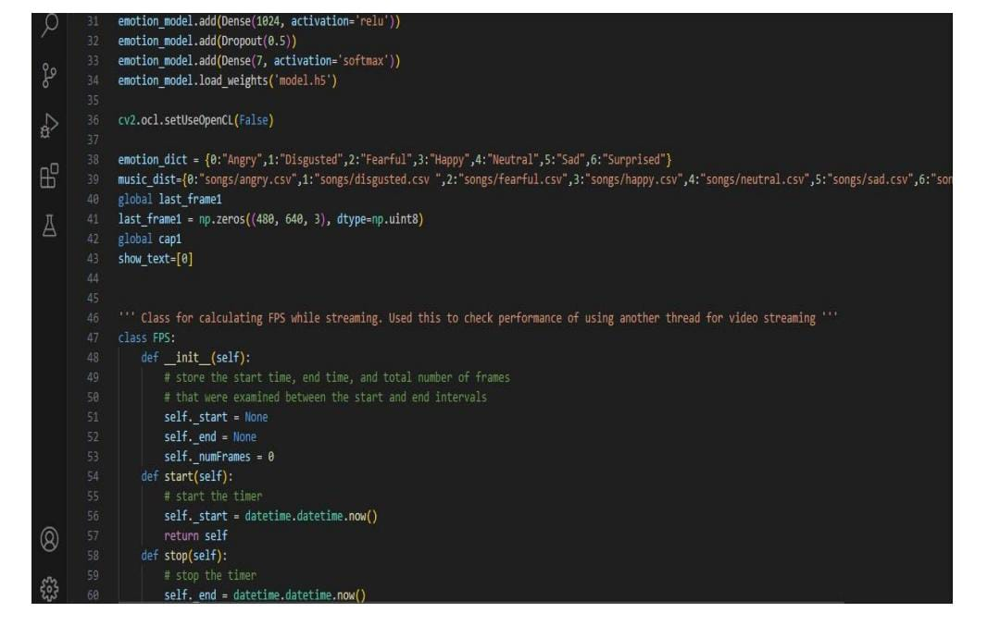 31 emotion_model.add(Dense(1024, activation='relu'))
32 emotion_model.add(Dropout(0.5))
33 emotion_model.add(Dense(7, activation='softmax'))
34 emotion_model.load_weights('model.h5')
35
36 cv2.ocl.setUseOpenCL(False)
37
38 emotion_dict = {0:"Angry",1:"Disgusted",2:"Fearful",3:"Happy",4:"Neutral",5:"Sad",6:"Surprised"}
39 music_dist={0:"songs/angry.csv",1:"songs/disgusted.csv ",2:"songs/fearful.csv",3:"songs/happy.csv",4:"songs/neutral.csv",5:"songs/sad.csv",6:"son
40 global last_frame1
41 last_frame1 = np.zeros((480, 640, 3), dtype=np.uint8)
42 global cap1
43 show_text=[0]
44
45
46 ''' Class for calculating FPS while streaming. Used this to check performance of using another thread for video streaming '''
47 class FPS:
48     def __init__(self):
49         # store the start time, end time, and total number of frames
50         # that were examined between the start and end intervals
51         self._start = None
52         self._end = None
53         self._numFrames = 0
54     def start(self):
55         # start the timer
56         self._start = datetime.datetime.now()
57         return self
58     def stop(self):
59         # stop the timer
60         self._end = datetime.datetime.now()